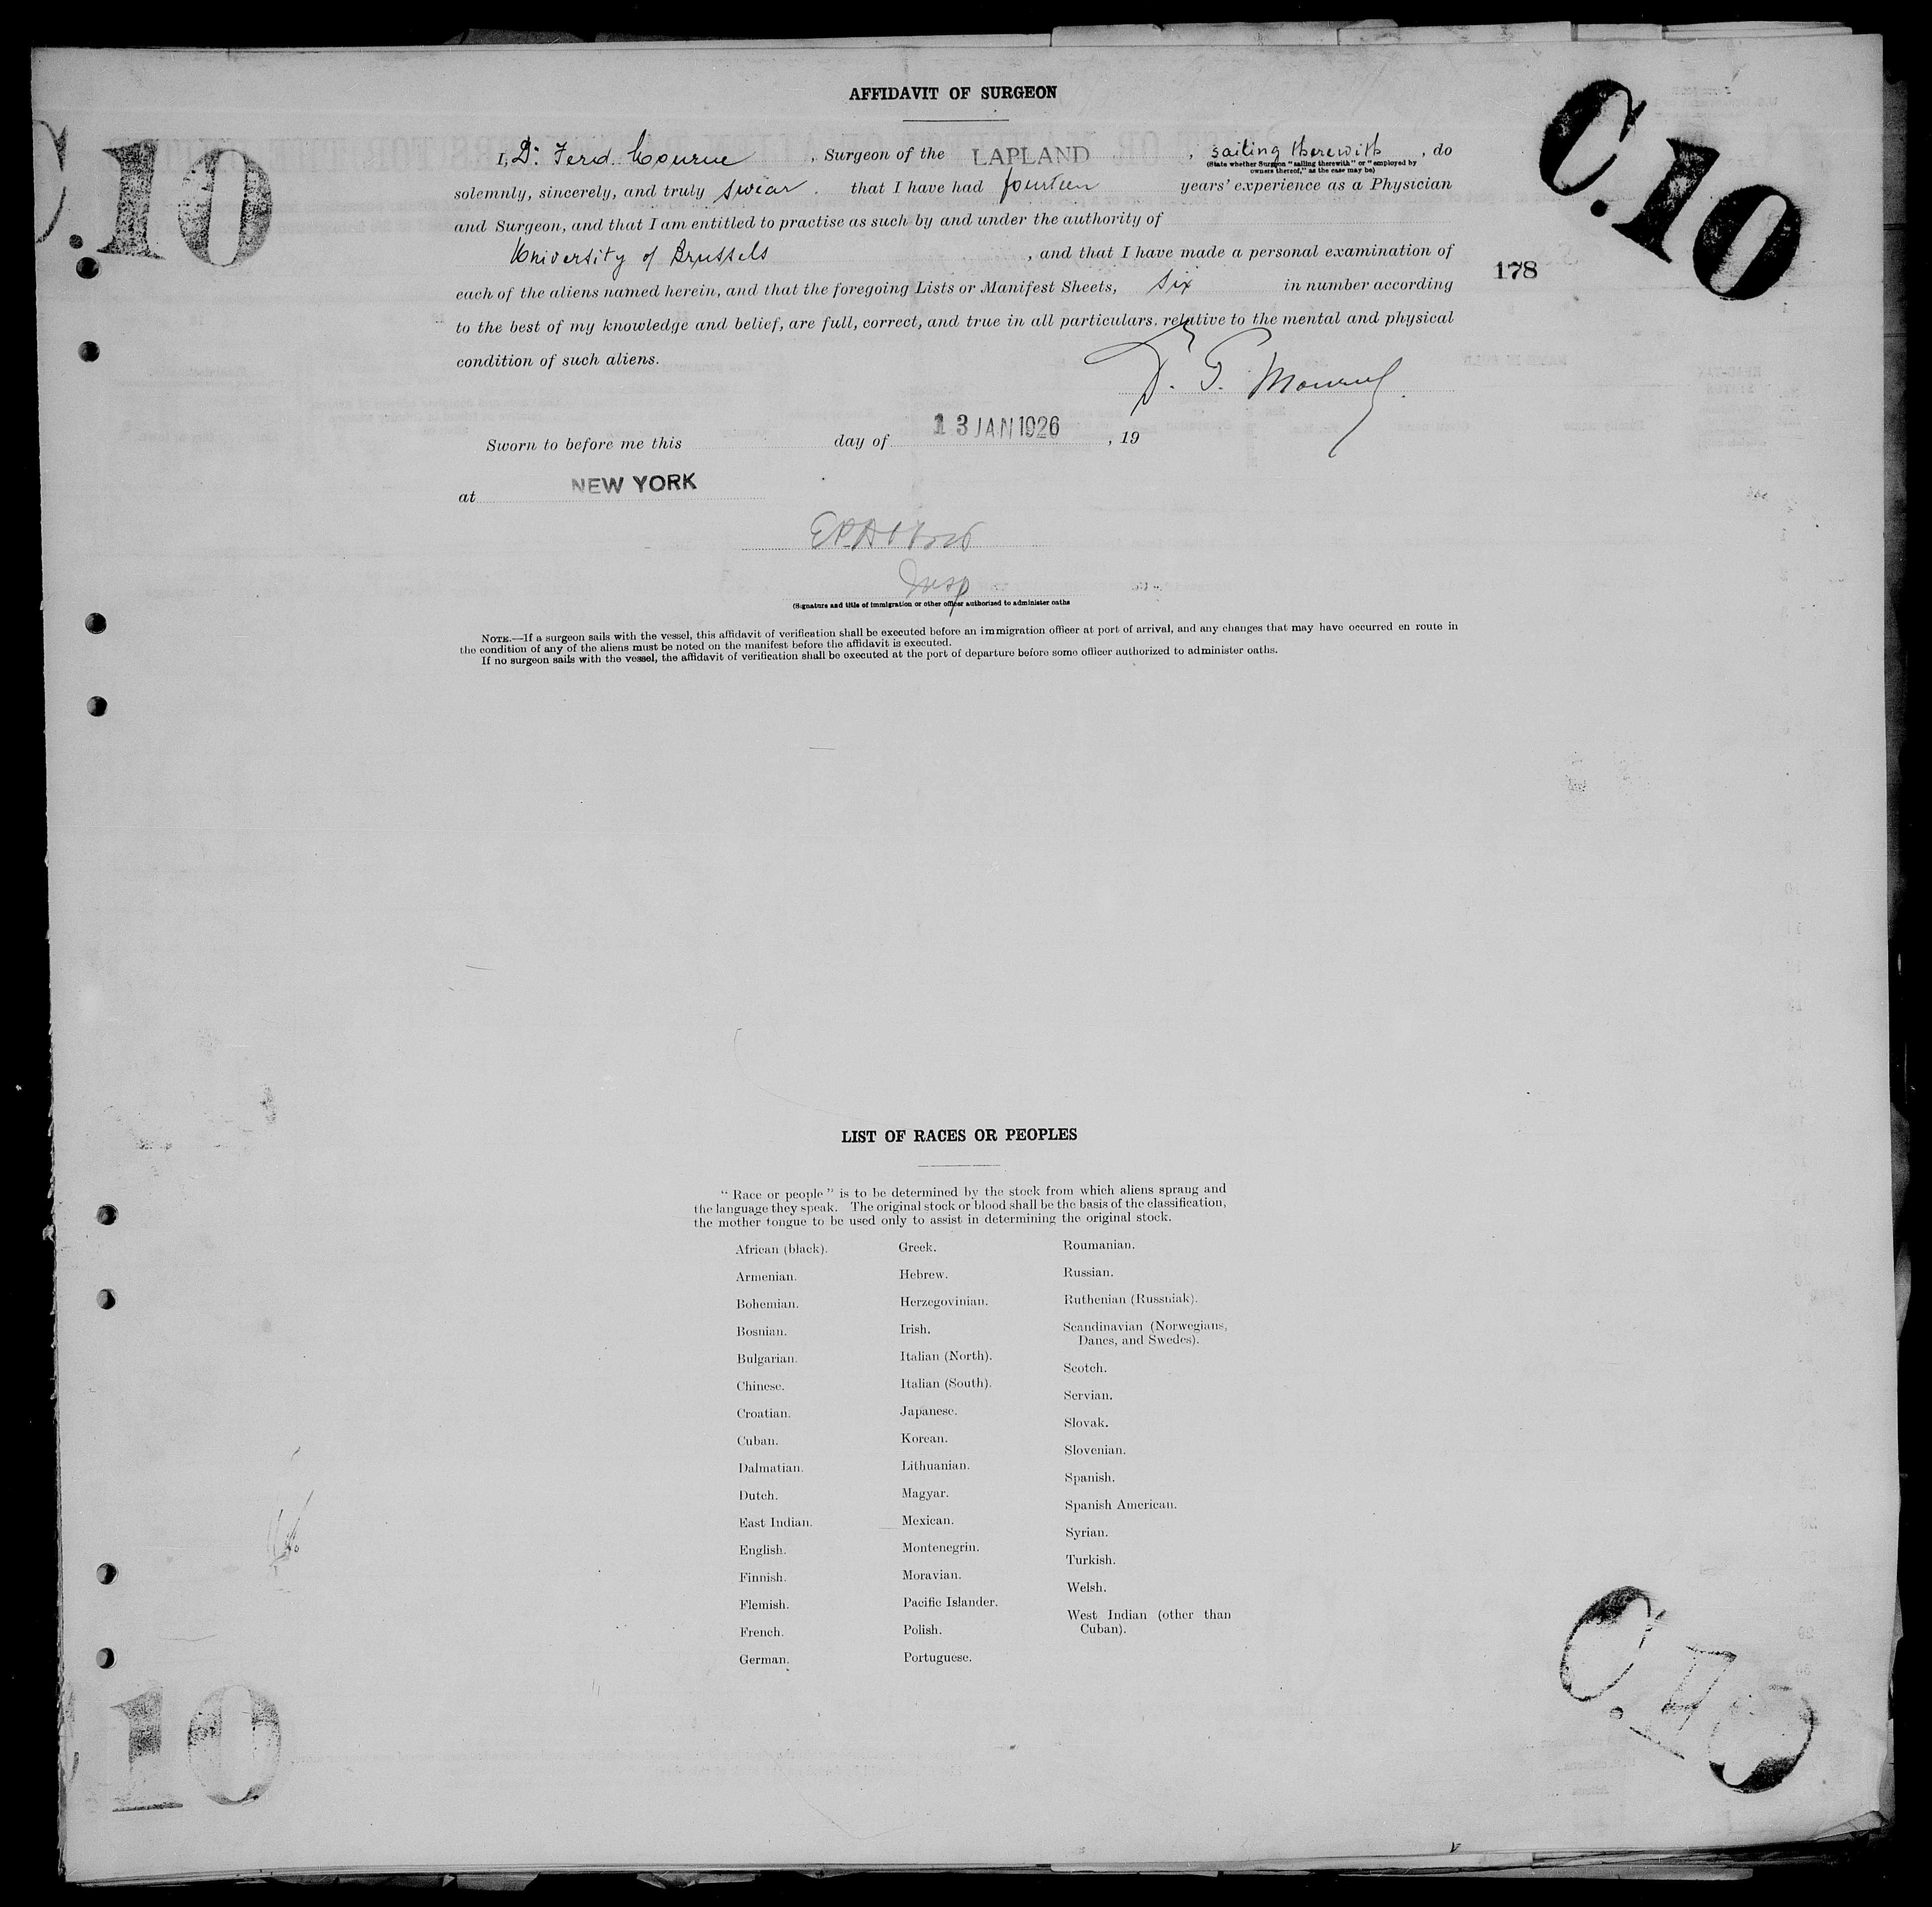 AFFIDAVIT OF SURGEON
C.10
C.10
I, Dr. Ferd. , Surgeon of the LAPLAND, sailing therewith, do
(State whether Surgeon "sailing therewith" or "employed by
owners thereof," as the case may be)
solemnly, sincerely, and truly swear. that I have had fourteen years' experience as a Physician
and Surgeon, and that I am entitled to practise as such by and under the authority of
University of Brussels, and that I have made a personal examination of
178
each of the aliens named herein, and that the foregoing Lists or Manifest Sheets, six in number according
to the best of my knowledge and belief, are full, correct, and true in all particulars, relative to the mental and physical
condition of such aliens.
Sworn to before me this day of 13 JAN 1926, 19
at NEW YORK
Insp
(Signature and title of immigration or other officer authorized to administer oaths
NOTE.—If a surgeon sails with the vessel, this affidavit of verification shall be executed before an immigration officer at port of arrival, and any changes that may have occurred en route in
the condition of any of the aliens must be noted on the manifest before the affidavit is executed.
If no surgeon sails with the vessel, the affidavit of verification shall be executed at the port of departure before some officer authorized to administer oaths.
LIST OF RACES OR PEOPLES
"Race or people" is to be determined by the stock from which aliens sprang and
the language they speak. The original stock or blood shall be the basis of the classification,
the mother tongue to be used only to assist in determining the original stock.
African (black).
Armenian.
Bohemian.
Bosnian.
Bulgarian.
Chinese.
Croatian.
Cuban.
Dalmatian.
Dutch.
East Indian.
English.
Finnish.
Flemish.
French.
German.
Greek.
Hebrew.
Herzegovinian.
Irish.
Italian (North).
Italian (South).
Japanese.
Korean.
Lithuanian.
Magyar.
Mexican.
Montenegrin.
Moravian.
Pacific Islander.
Polish.
Portuguese.
Roumanian.
Russian.
Ruthenian (Russniak).
Scandinavian (Norwegians,
Danes, and Swedes).
Scotch.
Servian.
Slovak.
Slovenian.
Spanish.
Spanish American.
Syrian.
Turkish.
Welsh.
West Indian (other than
Cuban).
10
C.10